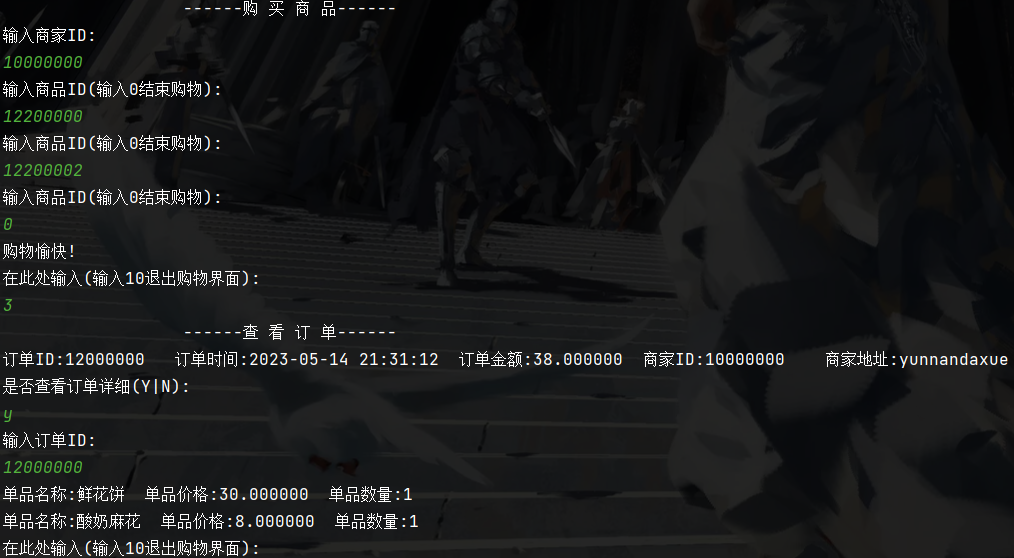 ------购 买 商 品------
输入商家ID:
10000000
输入商品ID(输入0结束购物):
12200000
输入商品ID(输入0结束购物):
12200002
输入商品ID(输入0结束购物):
0
购物愉快!
在此处输入(输入10退出购物界面):
3
------查 看 订 单------
订单ID:12000000   订单时间:2023-05-14 21:31:12  订单金额:38.000000  商家ID:10000000    商家地址:yunnandaxue
是否查看订单详细(Y|N):
y
输入订单ID:
12000000
单品名称:鲜花饼  单品价格:30.000000  单品数量:1
单品名称:酸奶麻花  单品价格:8.000000  单品数量:1
在此处输入(输入10退出购物界面):